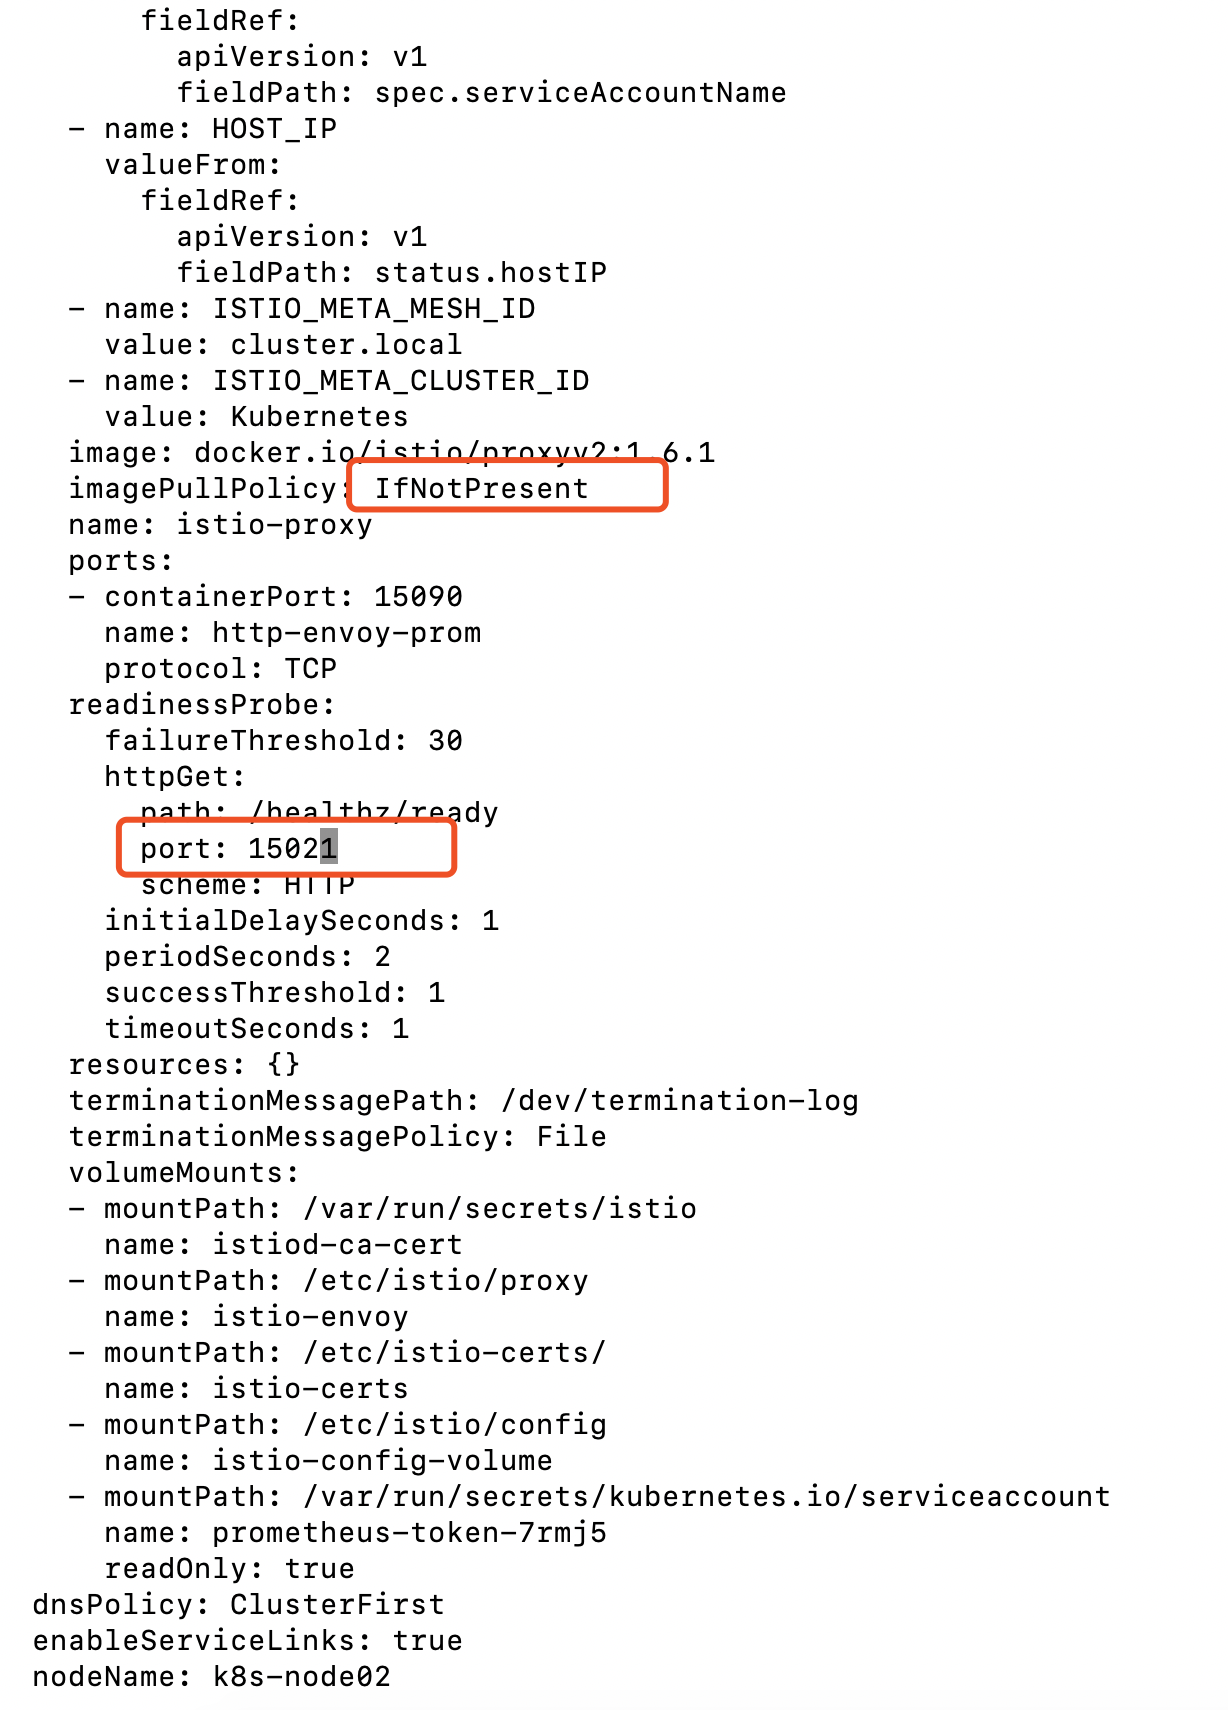 fieldRef:
apiVersion: v1
fieldPath: spec.serviceAccountName
- name: HOST_IP
valueFrom:
fieldRef:
apiVersion: v1
fieldPath: status.hostIP
- name: ISTIO_META_MESH_ID
value: cluster.local
- name: ISTIO_META_CLUSTER_ID
value: Kubernetes
image: docker.io/istio/proxyv2:1.6.1
imagePullPolicy: IfNotPresent
name: istio-proxy
ports:
- containerPort: 15090
name: http-envoy-prom
protocol: TCP
readinessProbe:
failureThreshold: 30
httpGet:
path: /healthz/ready
port: 15021
scheme: HTTP
initialDelaySeconds: 1
periodSeconds: 2
successThreshold: 1
timeoutSeconds: 1
resources: {}
terminationMessagePath: /dev/termination-log
terminationMessagePolicy: File
volumeMounts:
- mountPath: /var/run/secrets/istio
name: istiod-ca-cert
- mountPath: /etc/istio/proxy
name: istio-envoy
- mountPath: /etc/istio-certs/
name: istio-certs
- mountPath: /etc/istio/config
name: istio-config-volume
- mountPath: /var/run/secrets/kubernetes.io/serviceaccount
name: prometheus-token-7rmj5
readOnly: true
dnsPolicy: ClusterFirst
enableServiceLinks: true
nodeName: k8s-node02